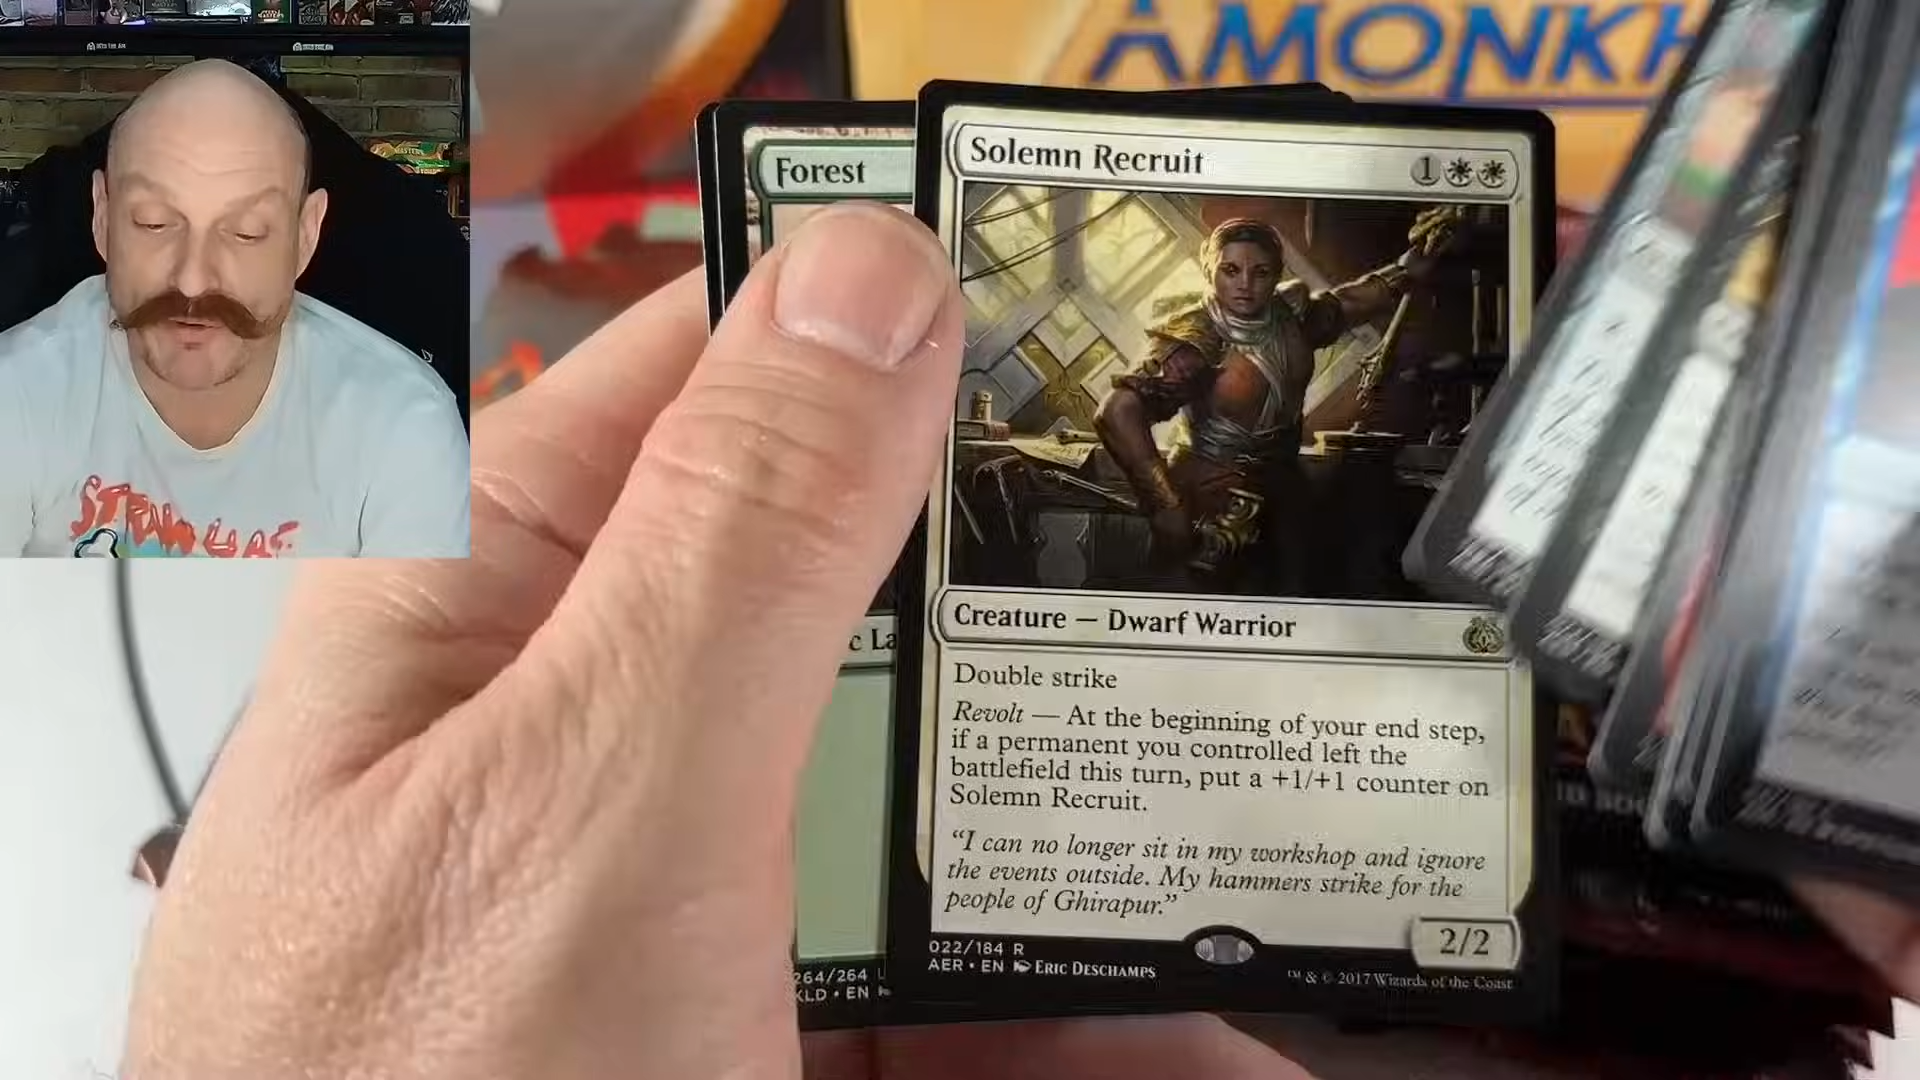 AMONKH
Forest
Solemn Recruit 1
c La
Creature — Dwarf Warrior
Double strike
Revolt — At the beginning of your end step,
if a permanent you controlled left the
battlefield this turn, put a +1/+1 counter on
Solemn Recruit.
“I can no longer sit in my workshop and ignore
the events outside. My hammers strike for the
people of Ghirapur.”
2/2
022/184 R
AER • EN ERIC DESCHAMPS
™ & © 2017 Wizards of the Coast
264/264 L
KLD • EN